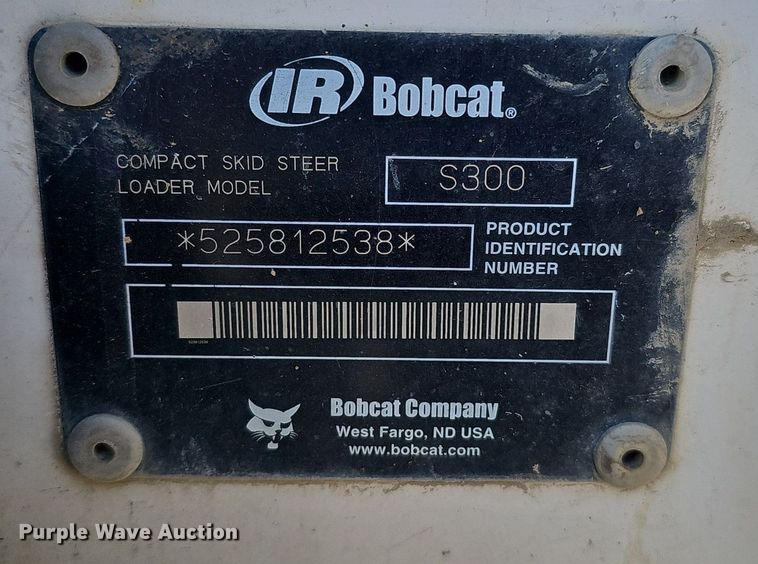 IR Bobcat®
COMPACT SKID STEER
LOADER MODEL
S300
*525812538*
PRODUCT
IDENTIFICATION
NUMBER
525812538
Bobcat Company
West Fargo, ND USA
www.bobcat.com
Purple Wave Auction